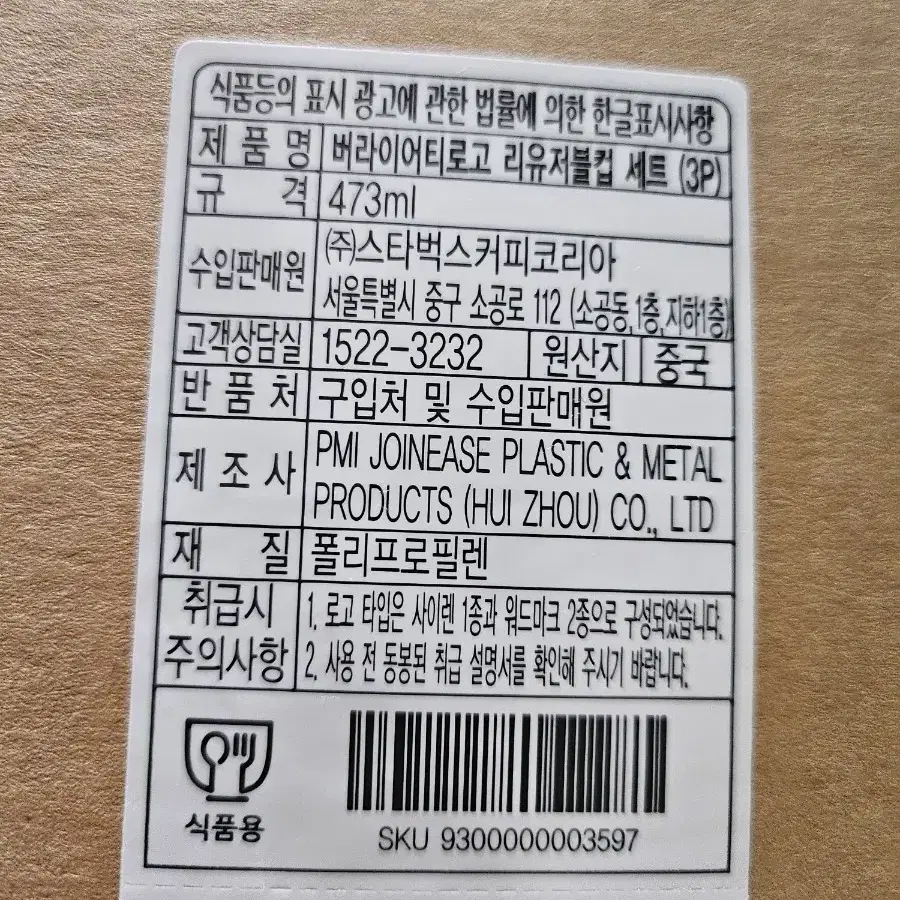 식품등의 표시 광고에 관한 법률에 의한 한글표시사항
제 품 명 버라이어티로고 리유저블컵 세트 (3P)
규 격 473ml
수입판매원 (주)스타벅스커피코리아
서울특별시 중구 소공로 112 (소공동,1층,지하1층)
고객상담실 1522-3232 원산지 중국
반 품 처 구입처 및 수입판매원
제 조 사 PMI JOINEASE PLASTIC & METAL
PRODUCTS (HUI ZHOU) CO., LTD
재 질 폴리프로필렌
취급시 1. 로고 타입은 사이렌 1종과 워드마크 2종으로 구성되었습니다.
주의사항 2. 사용 전 동봉된 취급 설명서를 확인해 주시기 바랍니다.
식품용
SKU 9300000003597